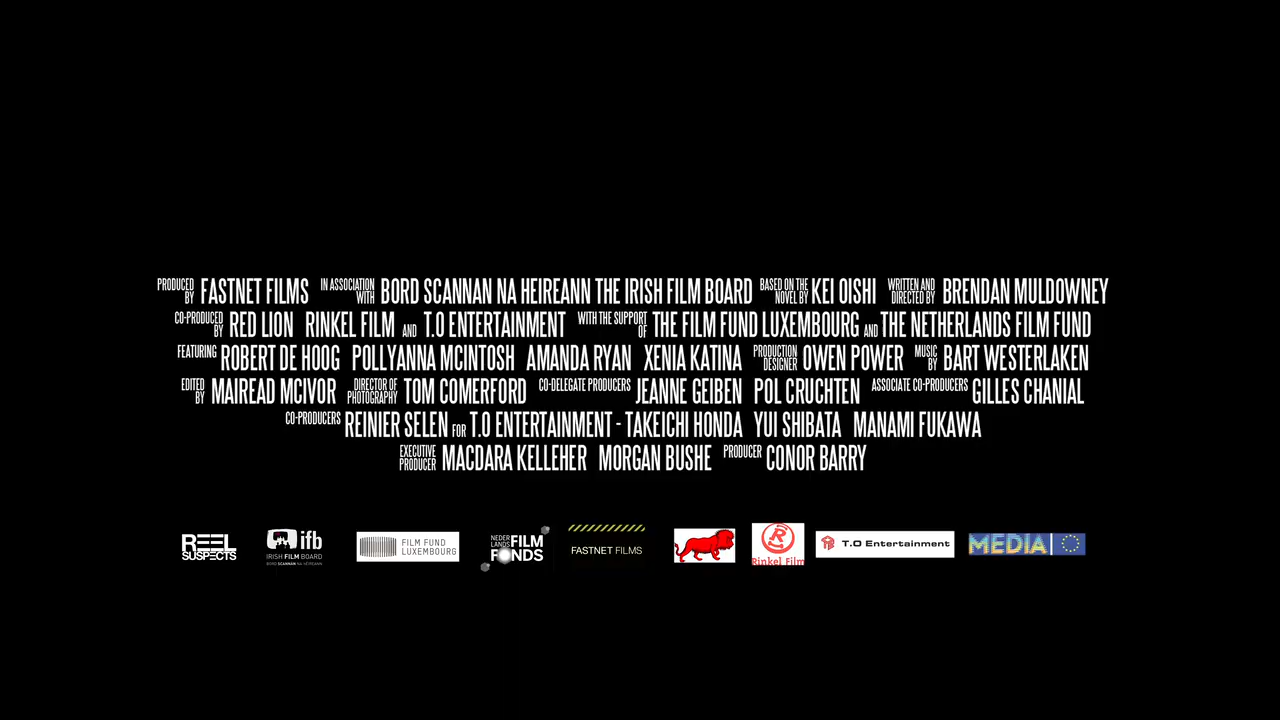 PRODUCED BY FASTNET FILMS IN ASSOCIATION WITH BORD SCANNAN NA HEIREANN THE IRISH FILM BOARD BASED ON THE NOVEL BY KEI OISHI WRITTEN AND DIRECTED BY BRENDAN MULDOWNEY
CO-PRODUCED BY RED LION RINKEL FILM AND T.O ENTERTAINMENT WITH THE SUPPORT OF THE FILM FUND LUXEMBOURG AND THE NETHERLANDS FILM FUND
FEATURING ROBERT DE HOOG POLLYANNA MCINTOSH AMANDA RYAN XENIA KATINA PRODUCTION DESIGNER OWEN POWER MUSIC BY BART WESTERLAKEN
EDITED BY MAIREAD MCIVOR DIRECTOR OF PHOTOGRAPHY TOM COMERFORD CO-DELEGATE PRODUCERS JEANNE GEIBEN POL CRUCHTEN ASSOCIATE CO-PRODUCERS GILLES CHANIAL
CO-PRODUCERS REINIER SELEN FOR T.O ENTERTAINMENT - TAKEICHI HONDA YUI SHIBATA MANAMI FUKAWA
EXECUTIVE PRODUCER MACDARA KELLEHER MORGAN BUSHE PRODUCER CONOR BARRY
REEL SUSPECTS
ifb
IRISH FILM BOARD
BORD SCANNÁN NA hÉIREANN
FILM FUND
LUXEMBOURG
NEDERLANDS FILM FONDS
FASTNET FILMS
R
Rinkel Film
T.O Entertainment
MEDIA